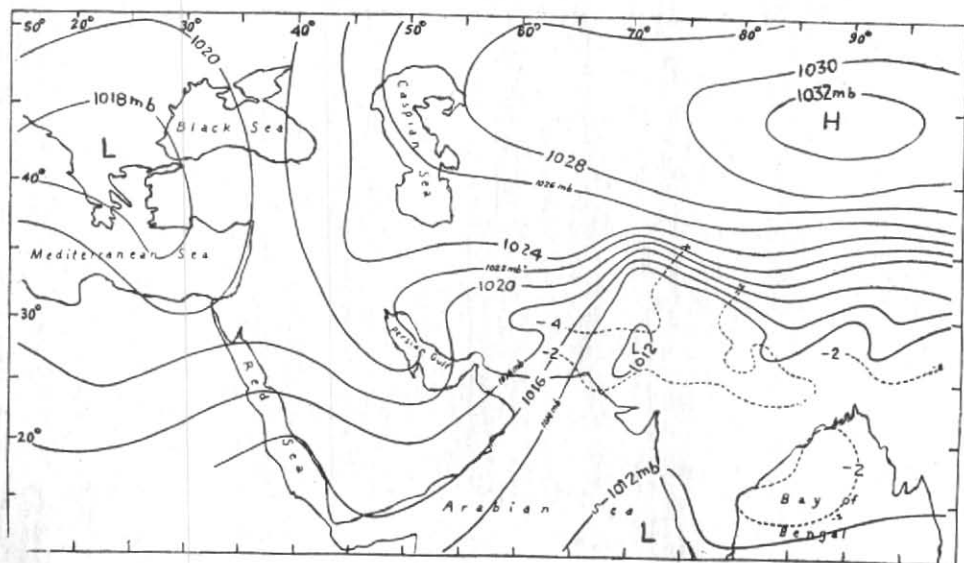 50° 20° 30° 40° 50° 60° 70° 80° 90°
1020
1018mb
1030
1032mb
L
Black Sea
Caspian Sea
H
1028
1026 mb
40°
Mediterranean Sea
1024
1022mb
1020
30°
Persian Gulf
-4
-2
L
1012
-2
Red Sea
1016
20°
1012mb
Arabian Sea
L
-2
Bay of Bengal